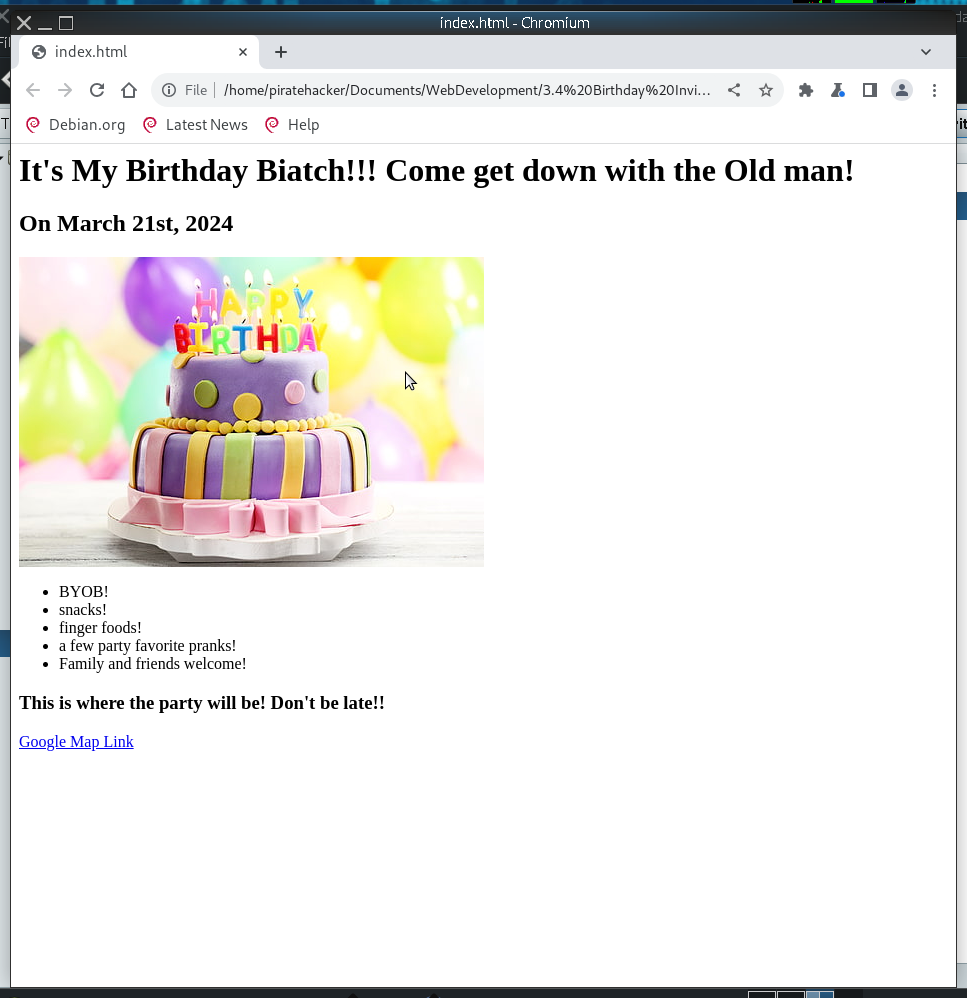 index.html - Chromium
index.html
File
/home/piratehacker/Documents/WebDevelopment/3.4%20Birthday%20Invi...
Debian.org
Latest News
Help
It's My Birthday Biatch!!! Come get down with the Old man!
On March 21st, 2024
HAPPY
BIRTHDAY
BYOB!
snacks!
finger foods!
a few party favorite pranks!
Family and friends welcome!
This is where the party will be! Don't be late!!
Google Map Link